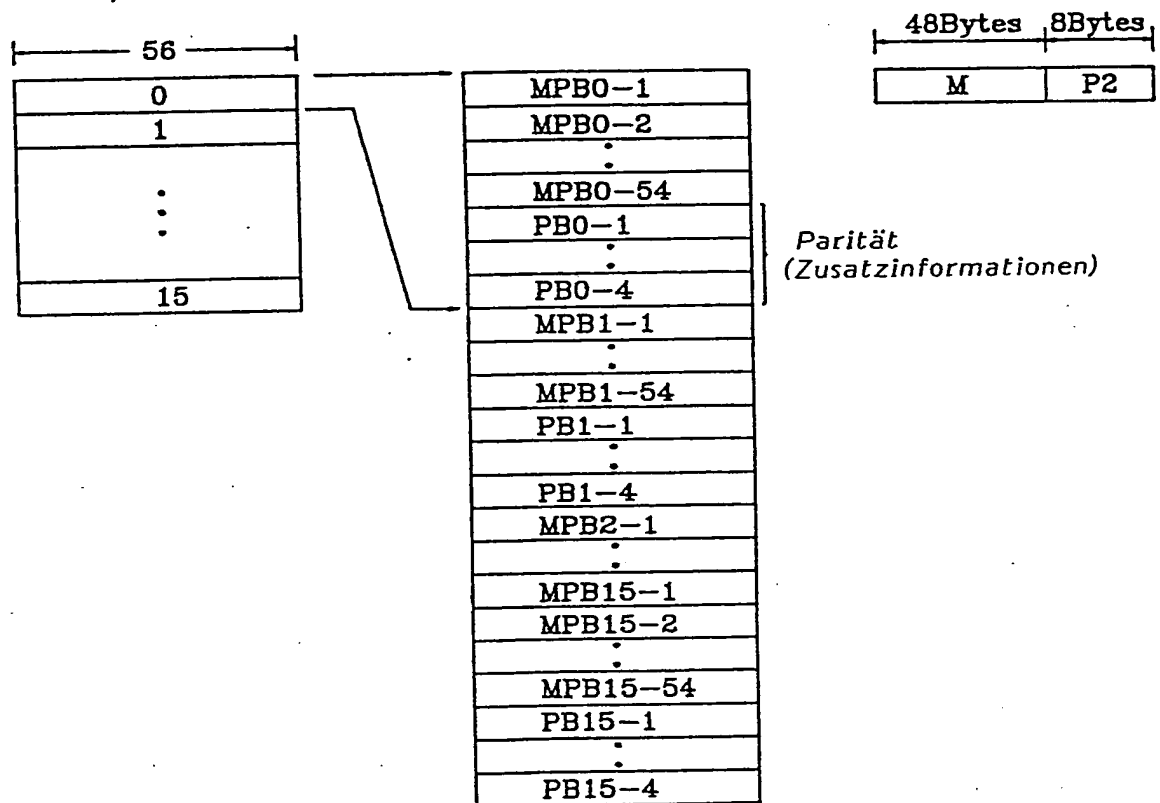 56
0
1
15
MPB0-1
MPB0-2
MPB0-54
PB0-1
PB0-4
MPB1-1
MPB1-54
PB1-1
PB1-4
MPB2-1
MPB15-1
MPB15-2
MPB15-54
PB15-1
PB15-4
Parität
(Zusatzinformationen)
48Bytes 8Bytes
M P2